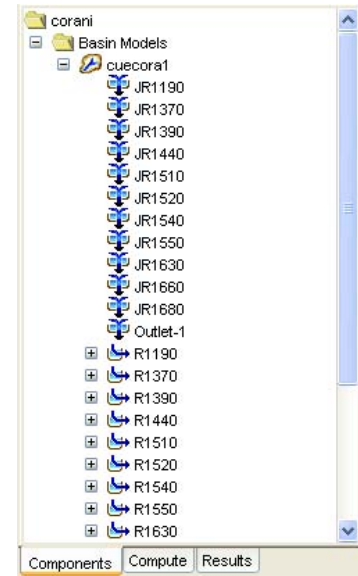 corani
Basin Models
cuecora1
JR1190
JR1370
JR1390
JR1440
JR1510
JR1520
JR1540
JR1550
JR1630
JR1660
JR1680
Outlet-1
R1190
R1370
R1390
R1440
R1510
R1520
R1540
R1550
R1630
Components Compute Results